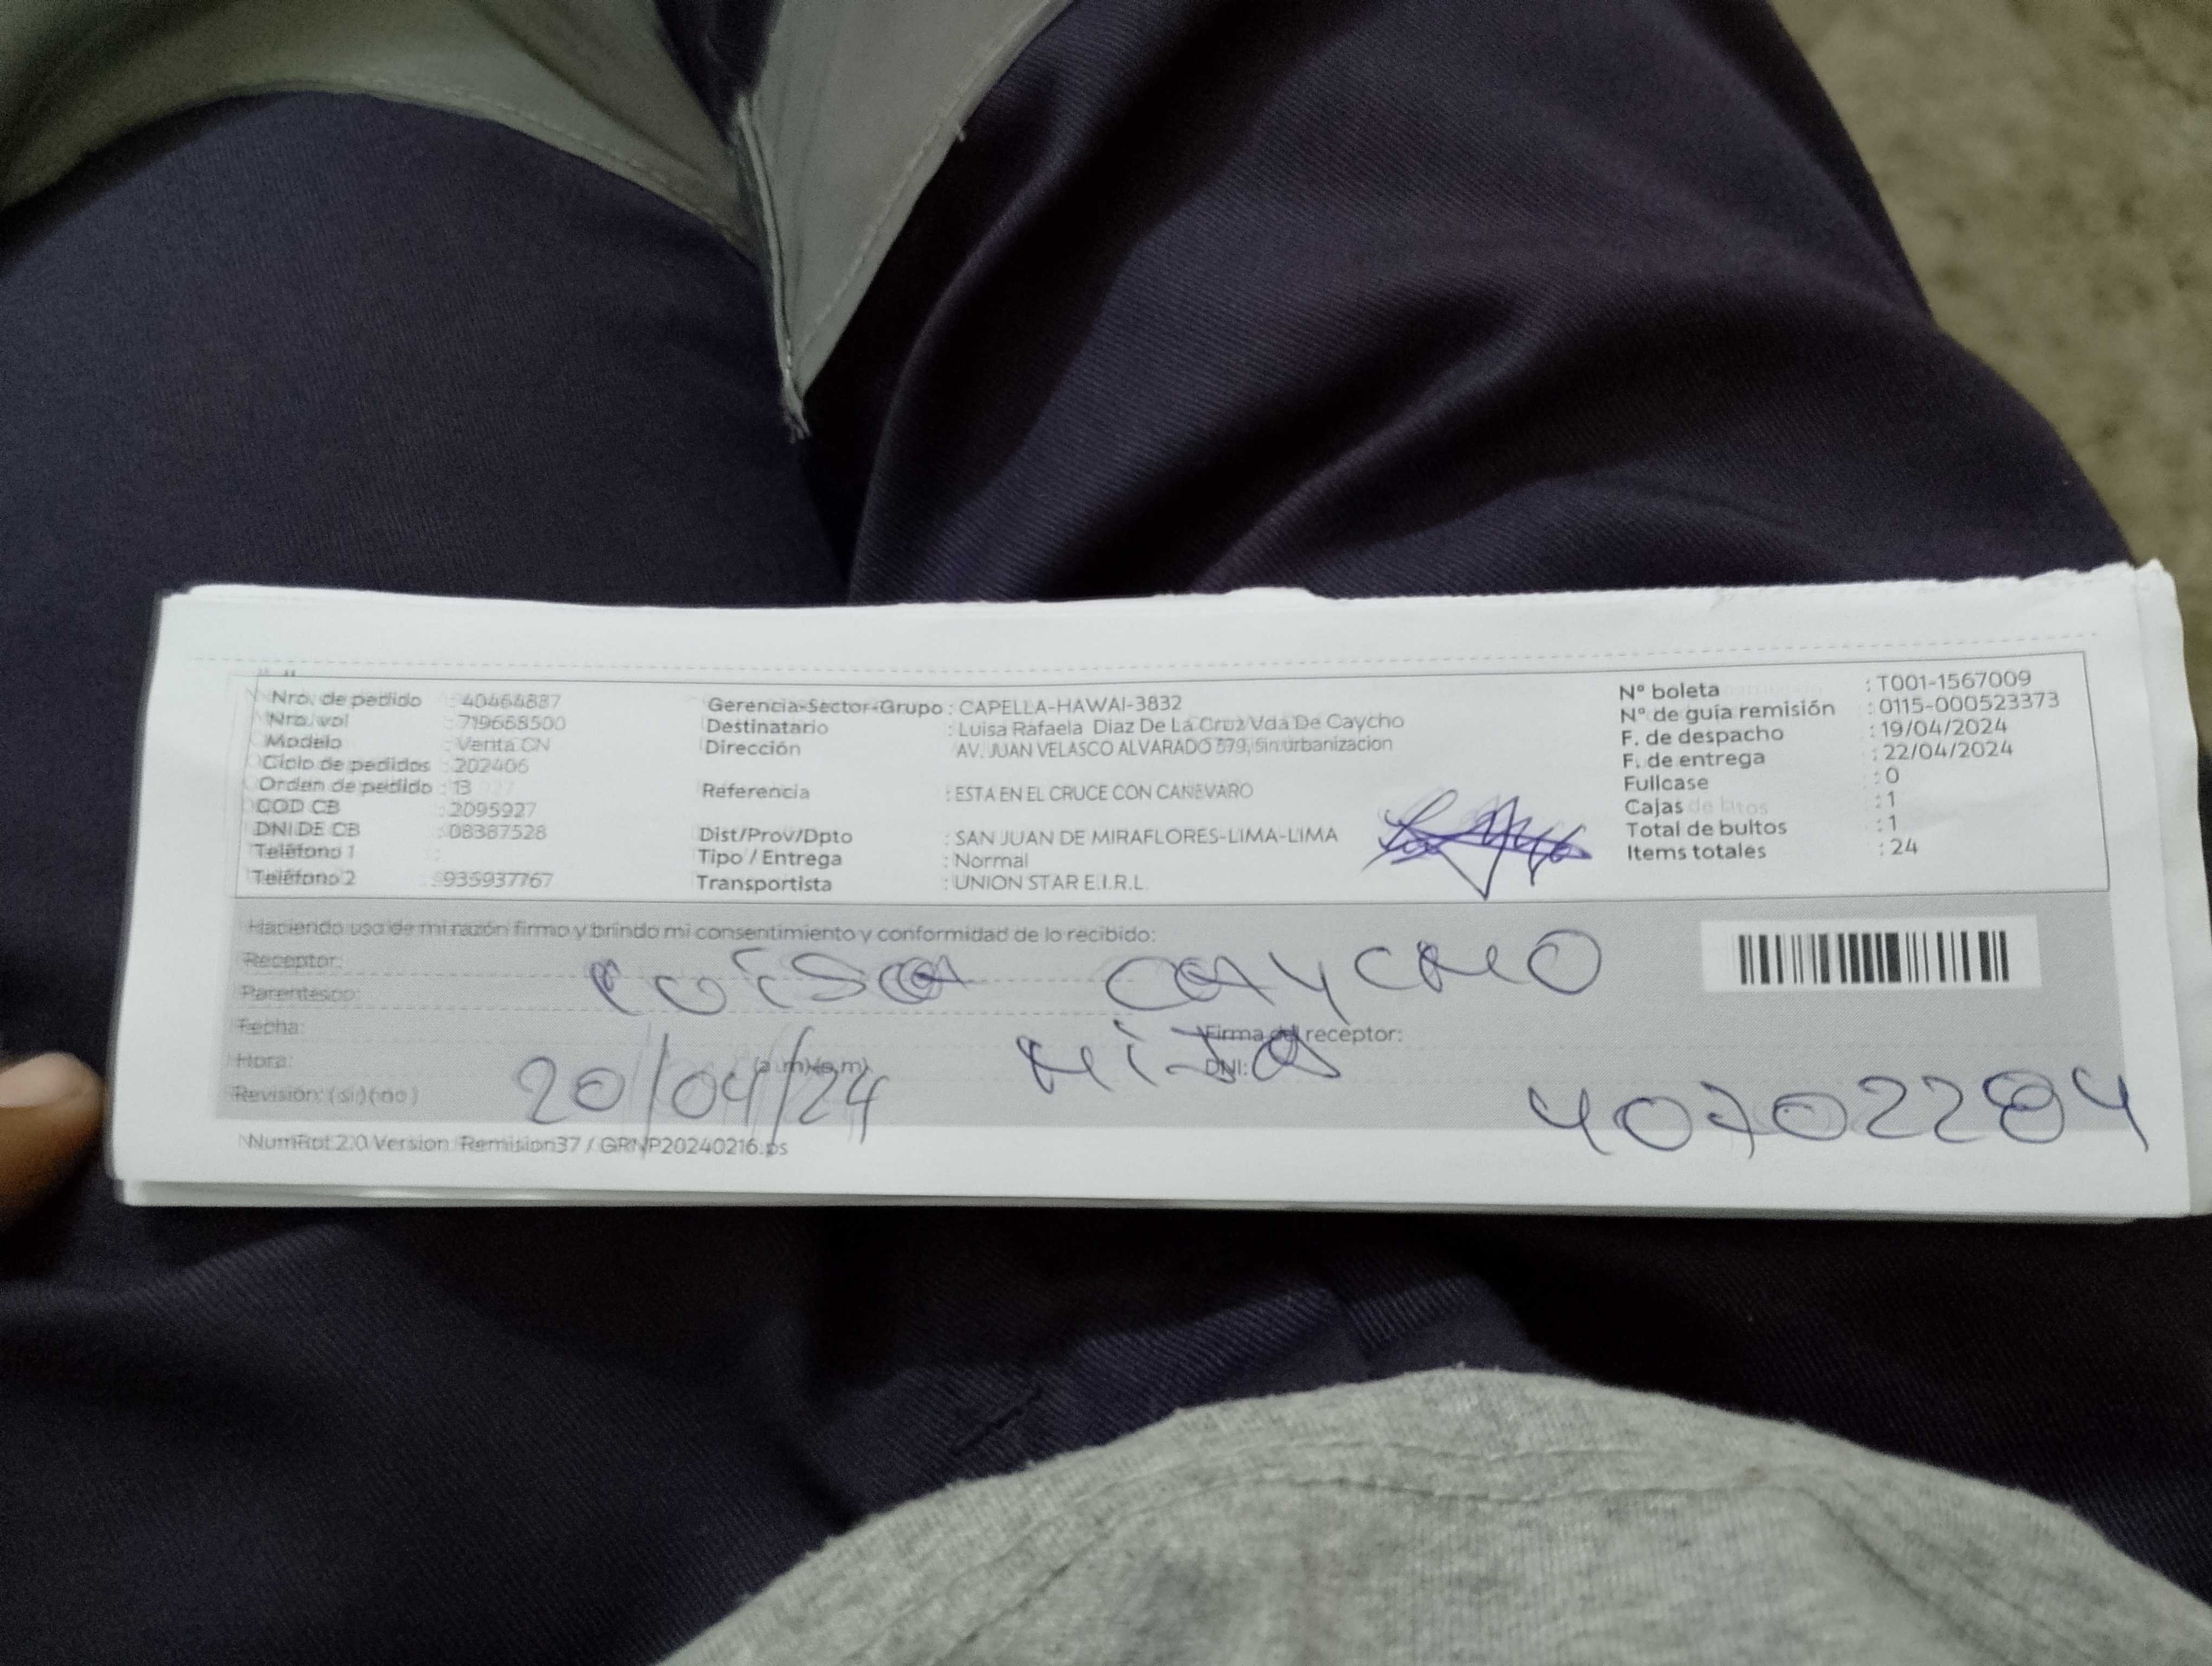 Nro. de pedido : 40464887
Nro. vol : 719668500
Modelo : Venta CN
Ciclo de pedidos : 202406
Orden de pedido : 13
COD CB : 2095927
DNI DE CB : 08387528
Teléfono 1 :
Teléfono 2 : 935937767
Gerencia-Sector-Grupo : CAPELLA-HAWAI-3832
Destinatario : Luisa Rafaela Diaz De La Cruz Vda De Caycho
Dirección : AV. JUAN VELASCO ALVARADO 579, Sin urbanizacion
Referencia : ESTA EN EL CRUCE CON CANEVARO
Dist/Prov/Dpto : SAN JUAN DE MIRAFLORES-LIMA-LIMA
Tipo / Entrega : Normal
Transportista : UNION STAR E.I.R.L.
N° boleta : T001-1567009
N° de guía remisión : 0115-000523373
F. de despacho : 19/04/2024
F. de entrega : 22/04/2024
Fullcase : 0
Cajas : 1
Total de bultos : 1
Items totales : 24
Haciendo uso de mi razón firmo y brindo mi consentimiento y conformidad de lo recibido:
Receptor: CAYCHO
Parentesco:
Fecha: Firma del receptor:
Hora: (a.m)(p.m) HiJa DNI:
Revisión: (si)(no) 20/04/24 40702284
NumRot 2.0 Version Remision37 / GRNP20240216.ps